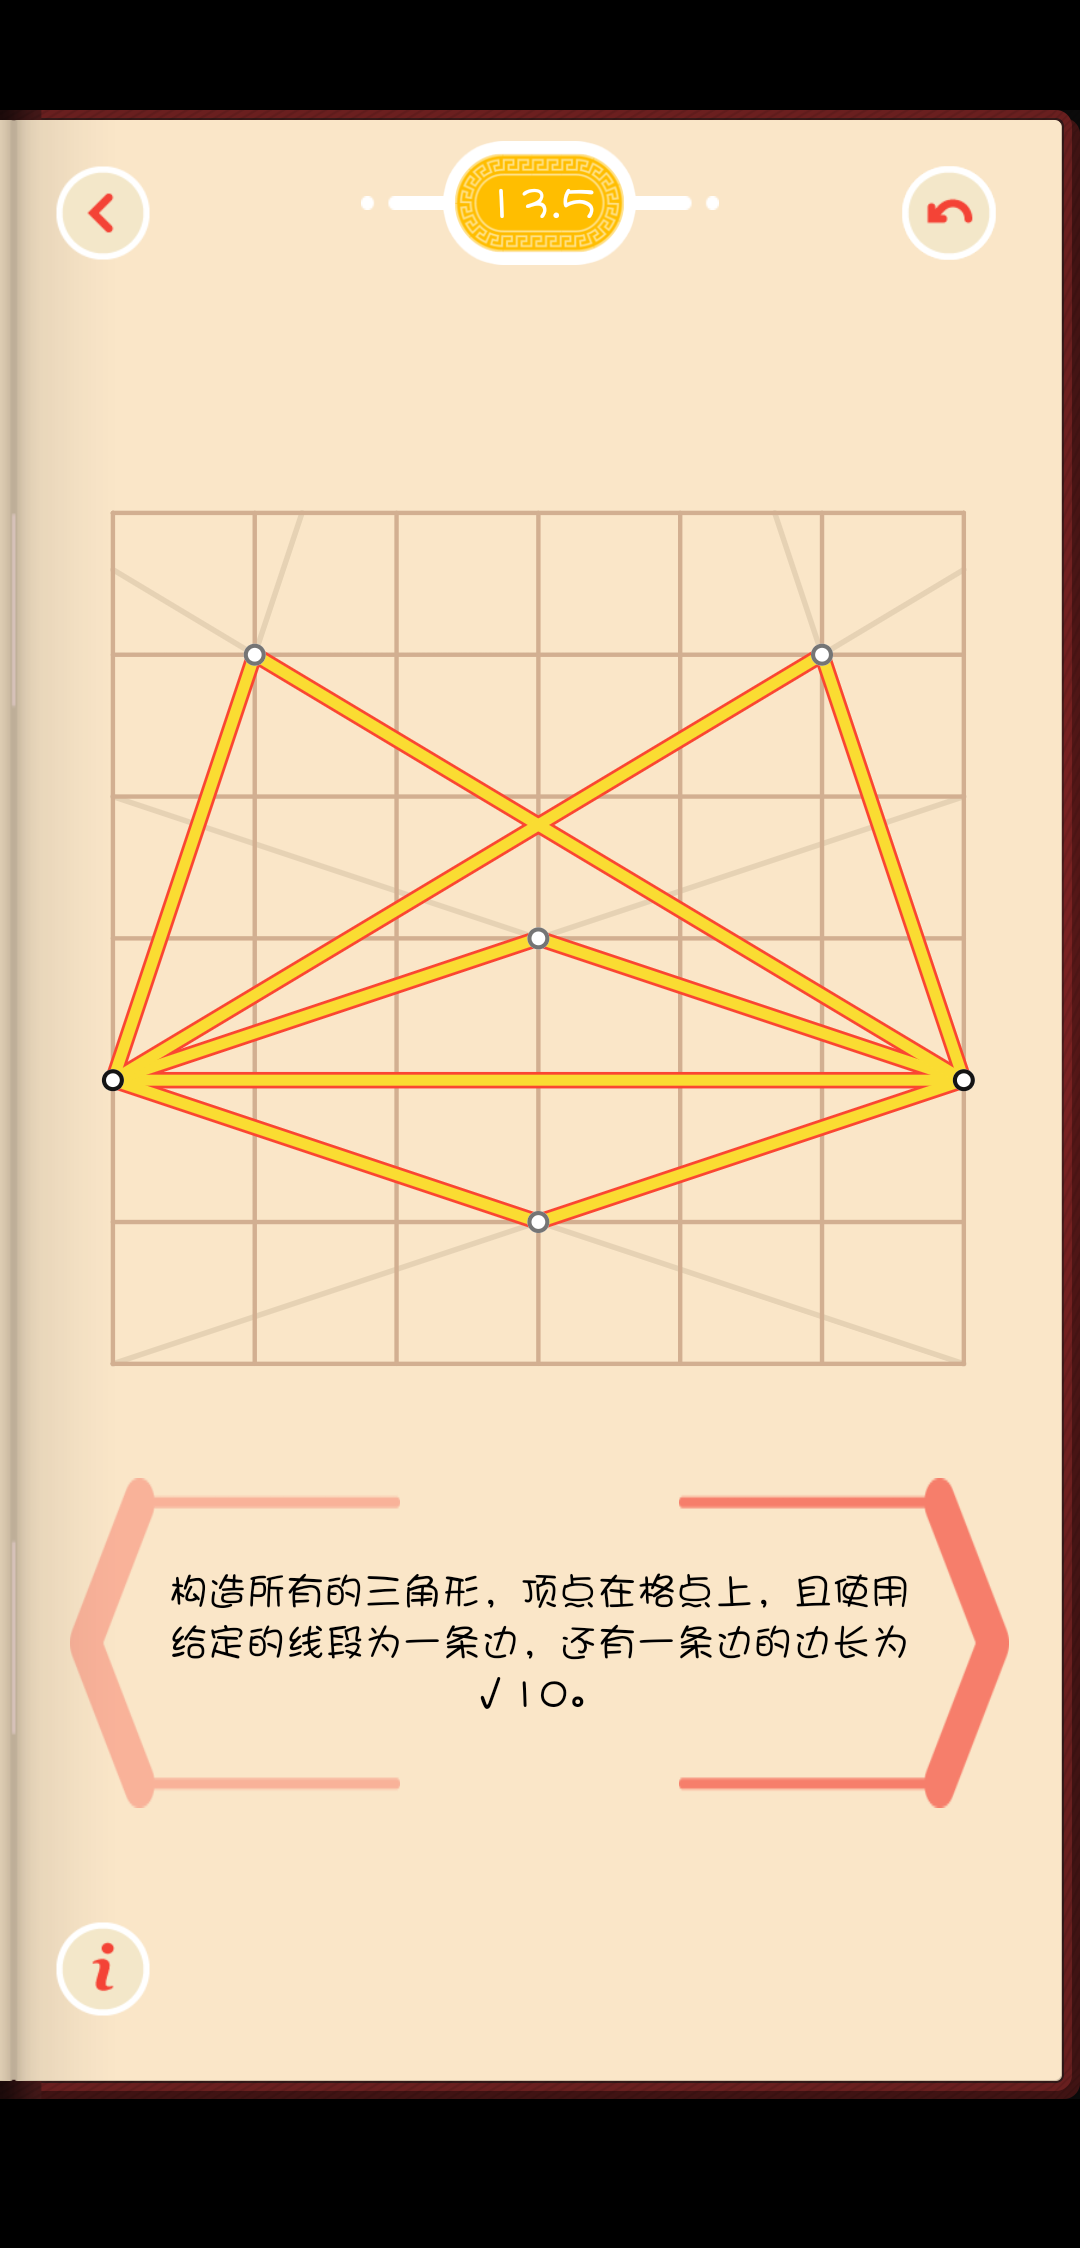 13.5
构造所有的三角形，顶点在格点上，且使用
给定的线段为一条边，还有一条边的边长为
√10。
i